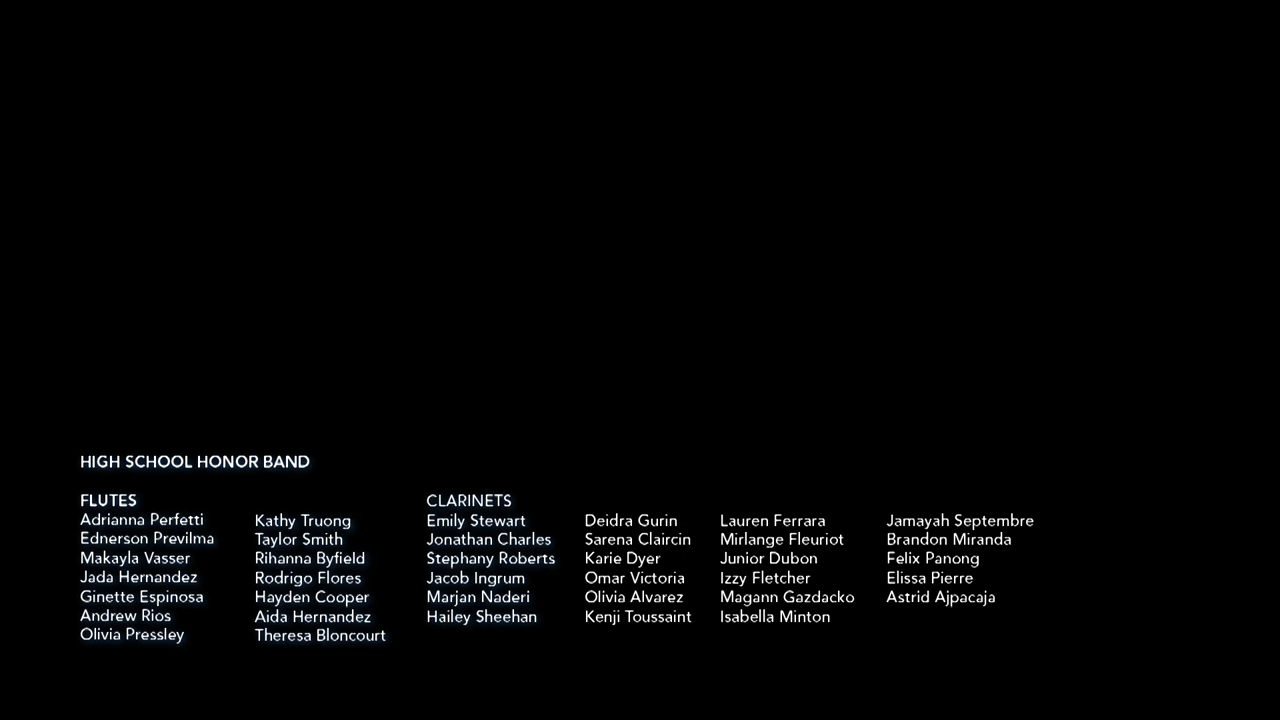 HIGH SCHOOL HONOR BAND
FLUTES
Adrianna Perfetti
Ednerson Previlma
Makayla Vasser
Jada Hernandez
Ginette Espinosa
Andrew Rios
Olivia Pressley
Kathy Truong
Taylor Smith
Rihanna Byfield
Rodrigo Flores
Hayden Cooper
Aida Hernandez
Theresa Bloncourt
CLARINETS
Emily Stewart
Jonathan Charles
Stephany Roberts
Jacob Ingrum
Marjan Naderi
Hailey Sheehan
Deidra Gurin
Sarena Claircin
Karie Dyer
Omar Victoria
Olivia Alvarez
Kenji Toussaint
Lauren Ferrara
Mirlange Fleuriot
Junior Dubon
Izzy Fletcher
Magann Gazdacko
Isabella Minton
Jamayah Septembre
Brandon Miranda
Felix Panong
Elissa Pierre
Astrid Ajpacaja